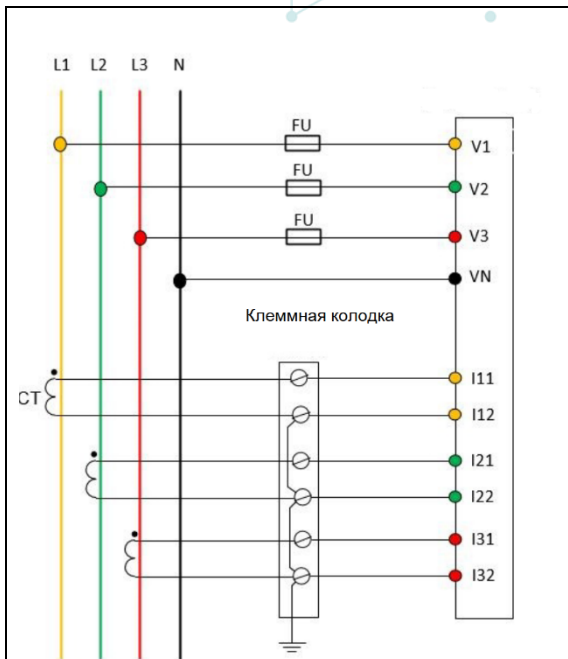 L1 L2 L3 N
FU
V1
FU
V2
FU
V3
VN
Клеммная колодка
CT
I11
I12
I21
I22
I31
I32